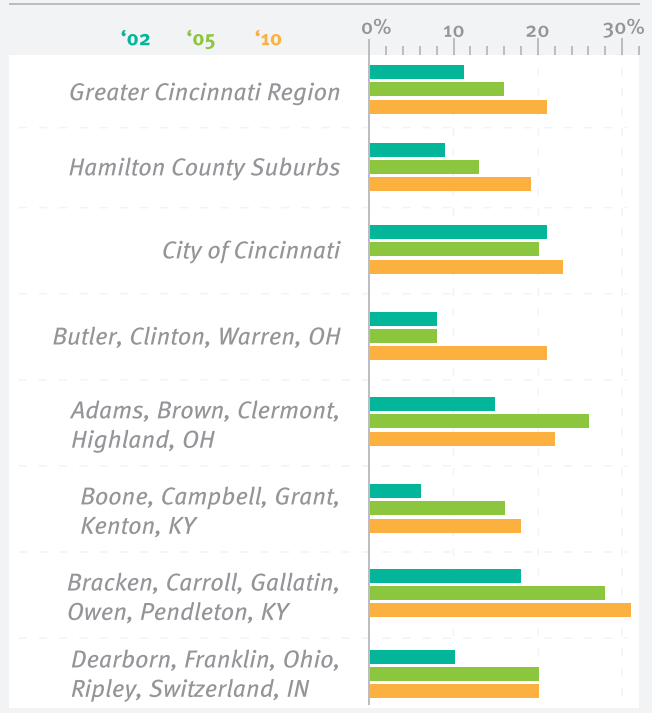 ‘02 ‘05 ‘10 0% 10 20 30%
Greater Cincinnati Region
Hamilton County Suburbs
City of Cincinnati
Butler, Clinton, Warren, OH
Adams, Brown, Clermont,
Highland, OH
Boone, Campbell, Grant,
Kenton, KY
Bracken, Carroll, Gallatin,
Owen, Pendleton, KY
Dearborn, Franklin, Ohio,
Ripley, Switzerland, IN